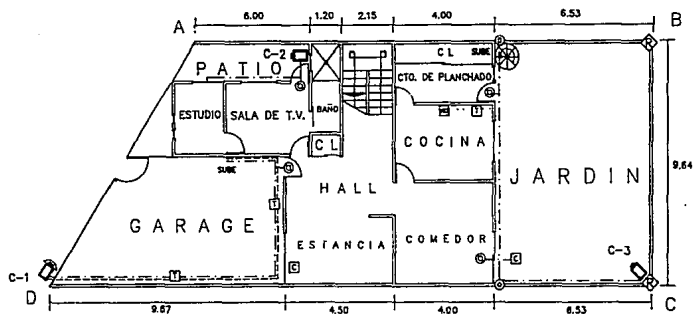 A
6.00
1.20
2.15
4.00
6.53
B
C-2
CL
SUBE
PATIO
CTO. DE PLANCHADO
ESTUDIO
SALA DE T.V.
BAÑO
T
COCINA
CL
SUBE
HALL
JARDIN
9.64
GARAGE
T
ESTANCIA
COMEDOR
C
C
C-3
C-1
T
D
C
9.67
4.50
4.00
6.53